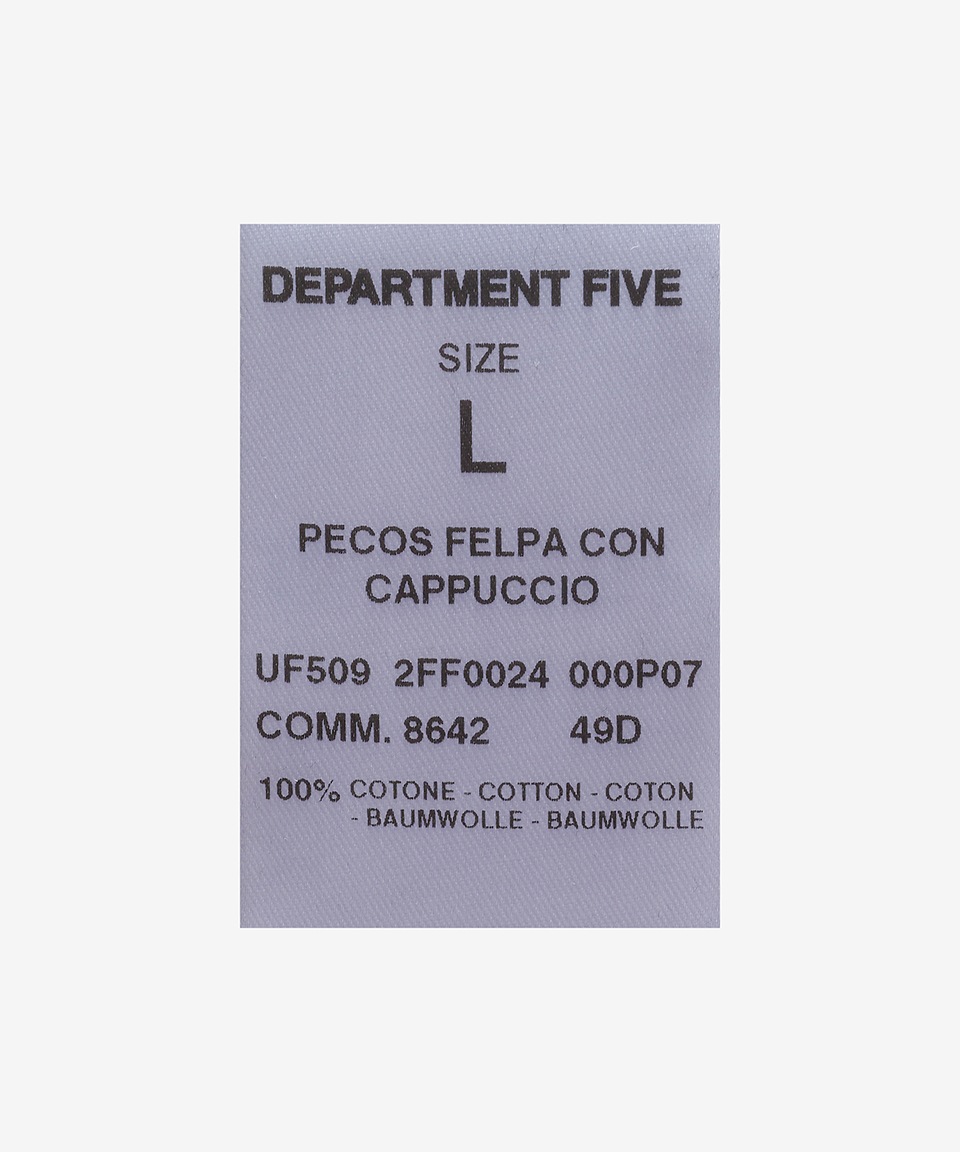 DEPARTMENT FIVE
SIZE
L
PECOS FELPA CON
CAPPUCCIO
UF509 2FF0024 000P07
COMM. 8642 49D
100% COTONE - COTTON - COTON
- BAUMWOLLE - BAUMWOLLE